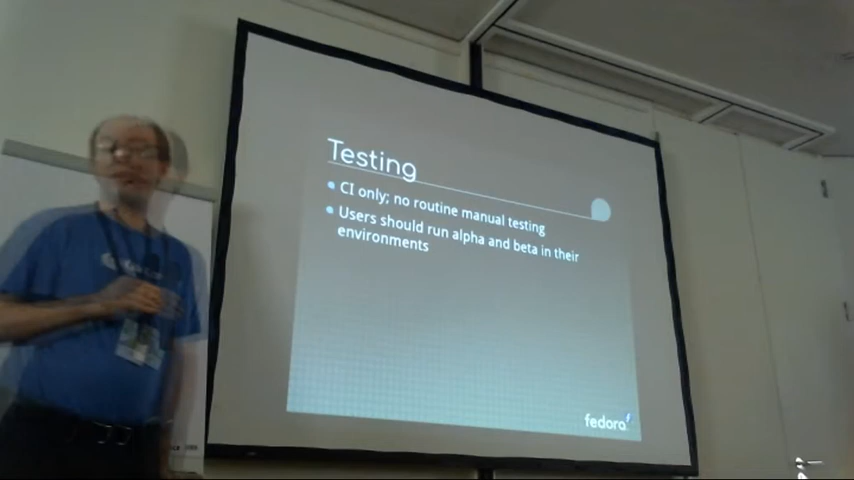 Testing
CI only; no routine manual testing
Users should run alpha and beta in their
environments
fedora